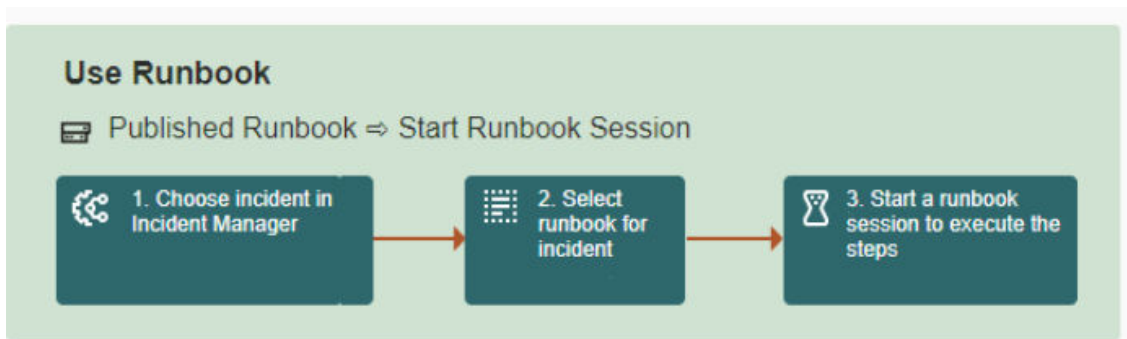 Use Runbook
Published Runbook ⇨ Start Runbook Session
1. Choose incident in
Incident Manager
2. Select
runbook for
incident
3. Start a runbook
session to execute the
steps